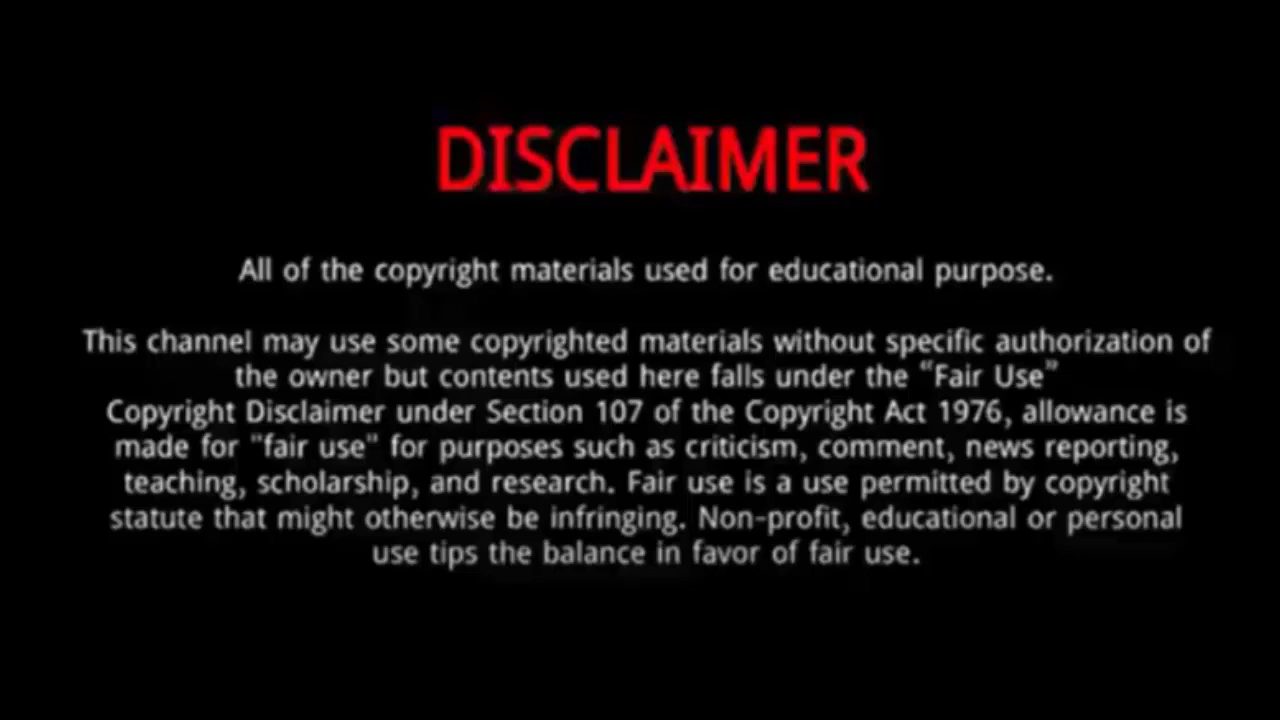 DISCLAIMER
All of the copyright materials used for educational purpose.
This channel may use some copyrighted materials without specific authorization of
the owner but contents used here falls under the “Fair Use”
Copyright Disclaimer under Section 107 of the Copyright Act 1976, allowance is
made for "fair use" for purposes such as criticism, comment, news reporting,
teaching, scholarship, and research. Fair use is a use permitted by copyright
statute that might otherwise be infringing. Non-profit, educational or personal
use tips the balance in favor of fair use.